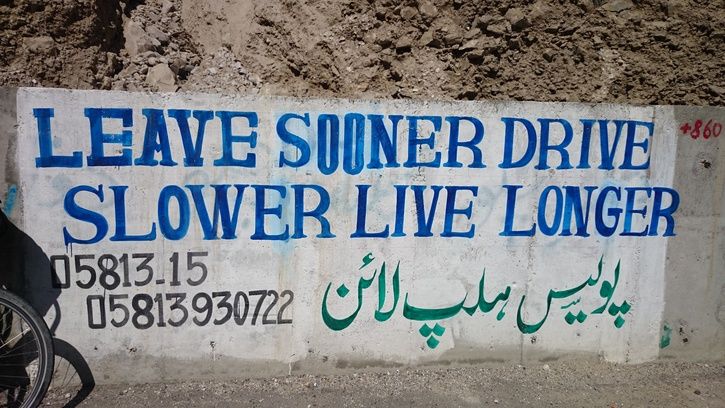 LEAVE SOONER DRIVE
SLOWER LIVE LONGER
05813-15
05813930722
پولیس ہلپ لائن
+860